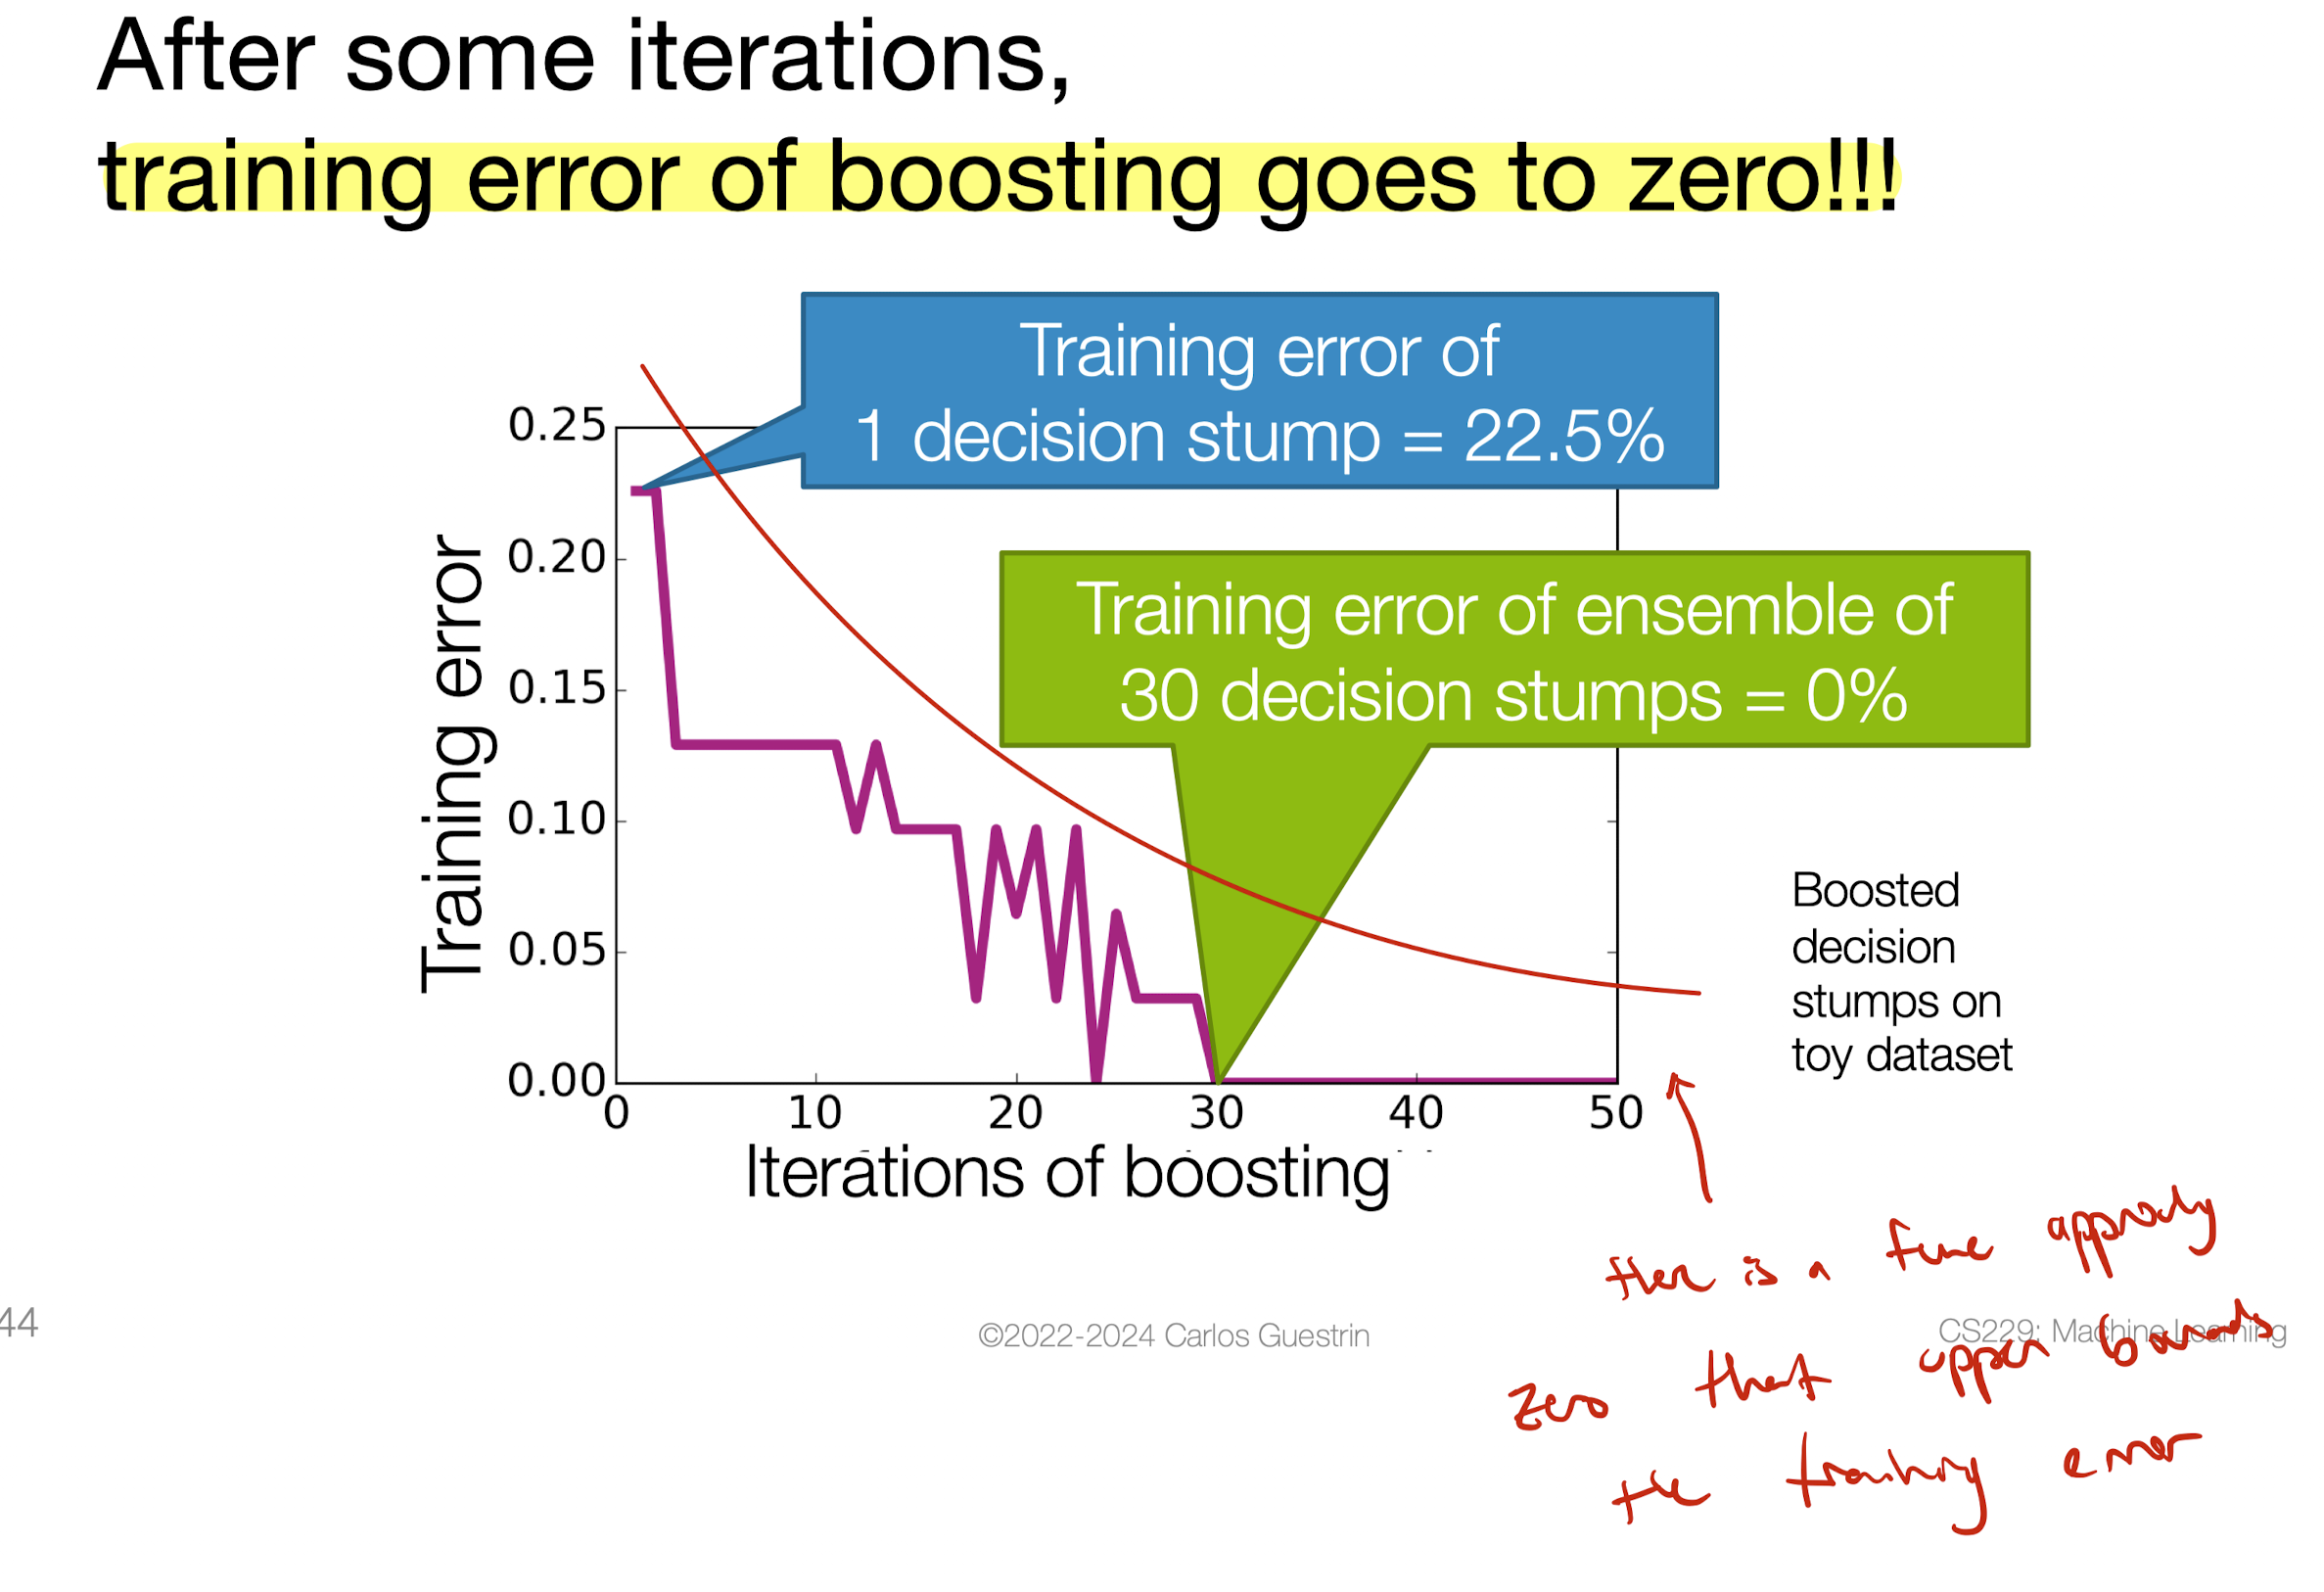 After some iterations,
training error of boosting goes to zero!!!
Training error of
1 decision stump = 22.5%
Training error of ensemble of
30 decision stumps = 0%
Training error
0.25
0.20
0.15
0.10
0.05
0.00
0
10
20
30
40
50
Iterations of boosting
Boosted
decision
stumps on
toy dataset
there is a func approaching
zero that upper bounds
the training error
44
©2022-2024 Carlos Guestrin
CS229: Machine Learning